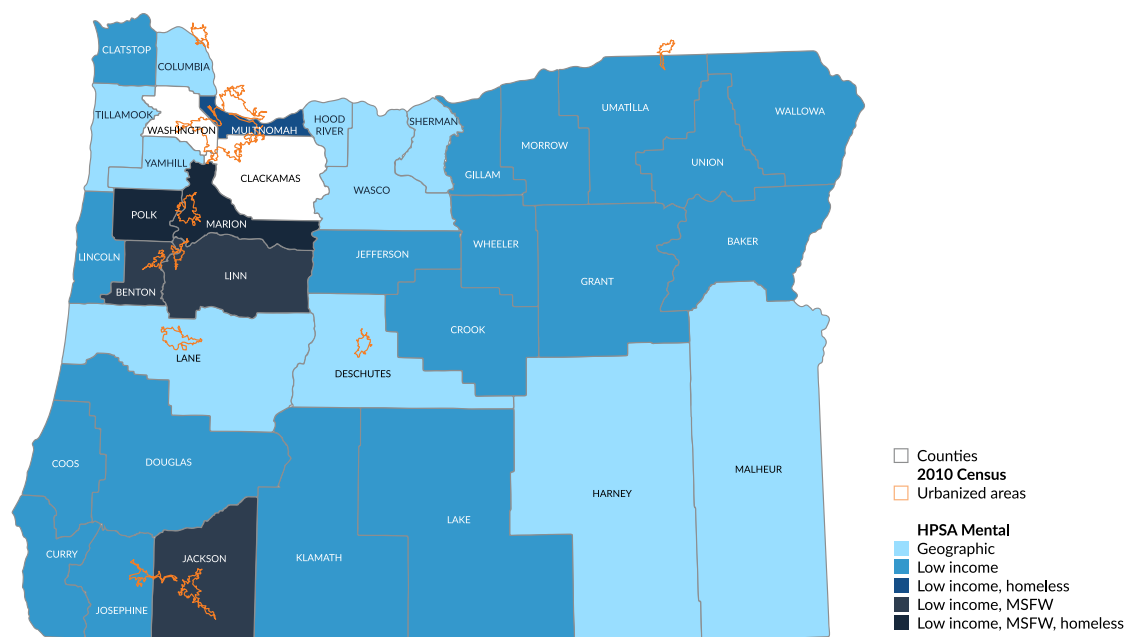 CLATSTOP
COLUMBIA
TILLAMOOK
WASHINGTON
MULTNOMAH
HOOD
RIVER
SHERMAN
UMATILLA
WALLOWA
YAMHILL
CLACKAMAS
WASCO
GILLAM
MORROW
UNION
POLK
MARION
LINCOLN
BENTON
LINN
JEFFERSON
WHEELER
GRANT
BAKER
LANE
DESCHUTES
CROOK
COOS
DOUGLAS
HARNEY
MALHEUR
CURRY
JOSEPHINE
JACKSON
KLAMATH
LAKE
Counties
2010 Census
Urbanized areas
HPSA Mental
Geographic
Low income
Low income, homeless
Low income, MSFW
Low income, MSFW, homeless